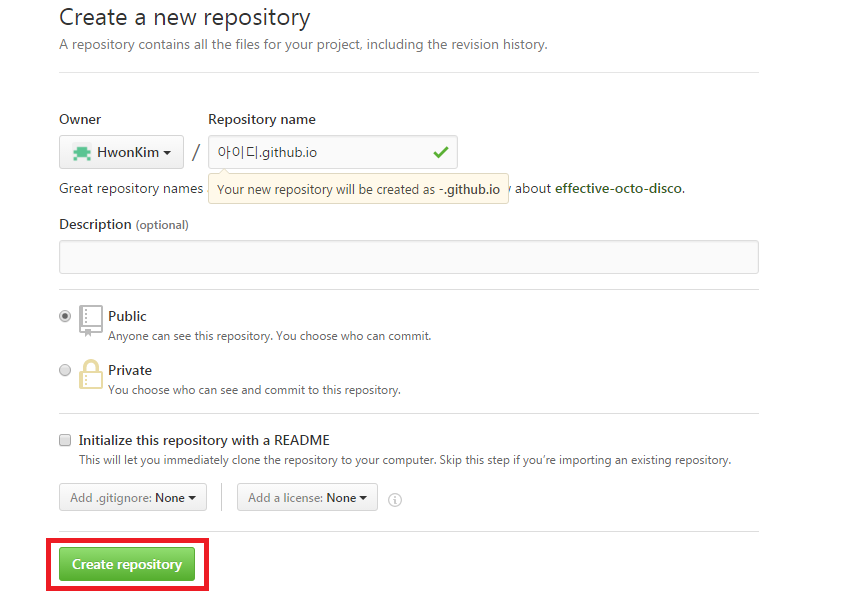 Create a new repository
A repository contains all the files for your project, including the revision history.
Owner
Repository name
HwonKim
/
아이디.github.io
Great repository names
Your new repository will be created as -.github.io
about effective-octo-disco.
Description (optional)
Public
Anyone can see this repository. You choose who can commit.
Private
You choose who can see and commit to this repository.
Initialize this repository with a README
This will let you immediately clone the repository to your computer. Skip this step if you’re importing an existing repository.
Add .gitignore: None
Add a license: None
Create repository